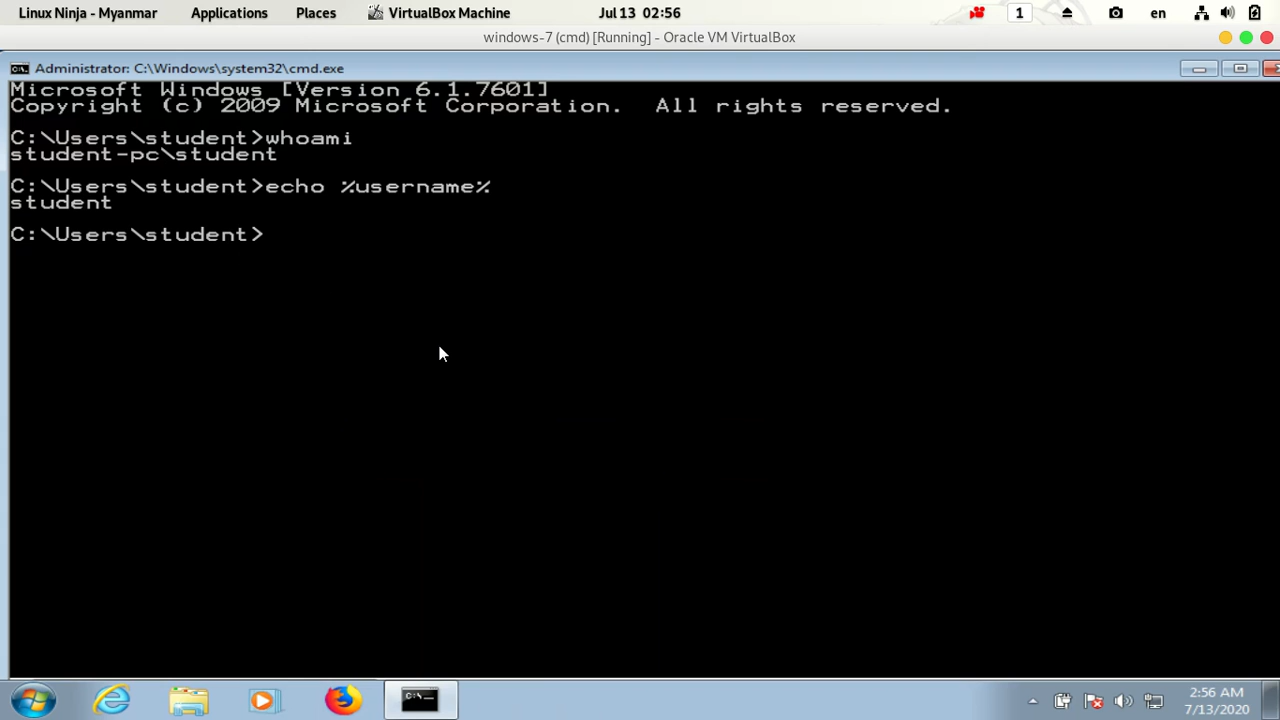 Linux Ninja - Myanmar Applications Places VirtualBox Machine Jul 13 02:56 1 en
windows-7 (cmd) [Running] - Oracle VM VirtualBox
Administrator: C:\Windows\system32\cmd.exe
Microsoft Windows [Version 6.1.7601]
Copyright (c) 2009 Microsoft Corporation.  All rights reserved.
C:\Users\student>whoami
student-pc\student
C:\Users\student>echo %username%
student
C:\Users\student>
2:56 AM
7/13/2020